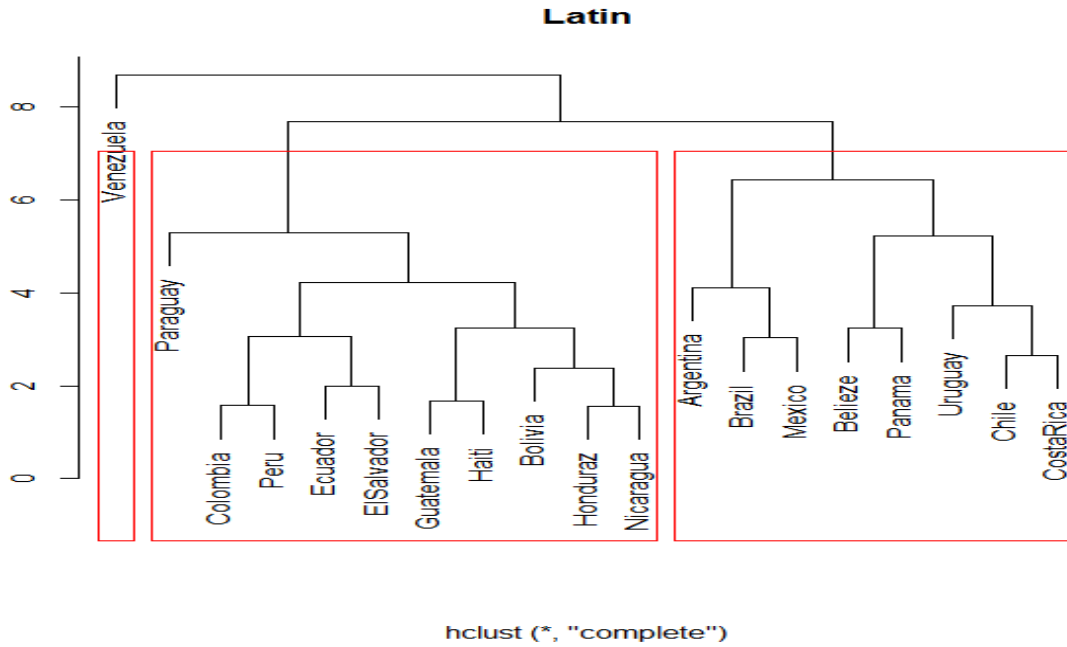 Latin
8
6
4
2
0
Venezuela
Paraguay
Colombia
Peru
Ecuador
ElSalvador
Guatemala
Haiti
Bolivia
Honduraz
Nicaragua
Argentina
Brazil
Mexico
Belieze
Panama
Uruguay
Chile
CostaRica
hclust (*, "complete")